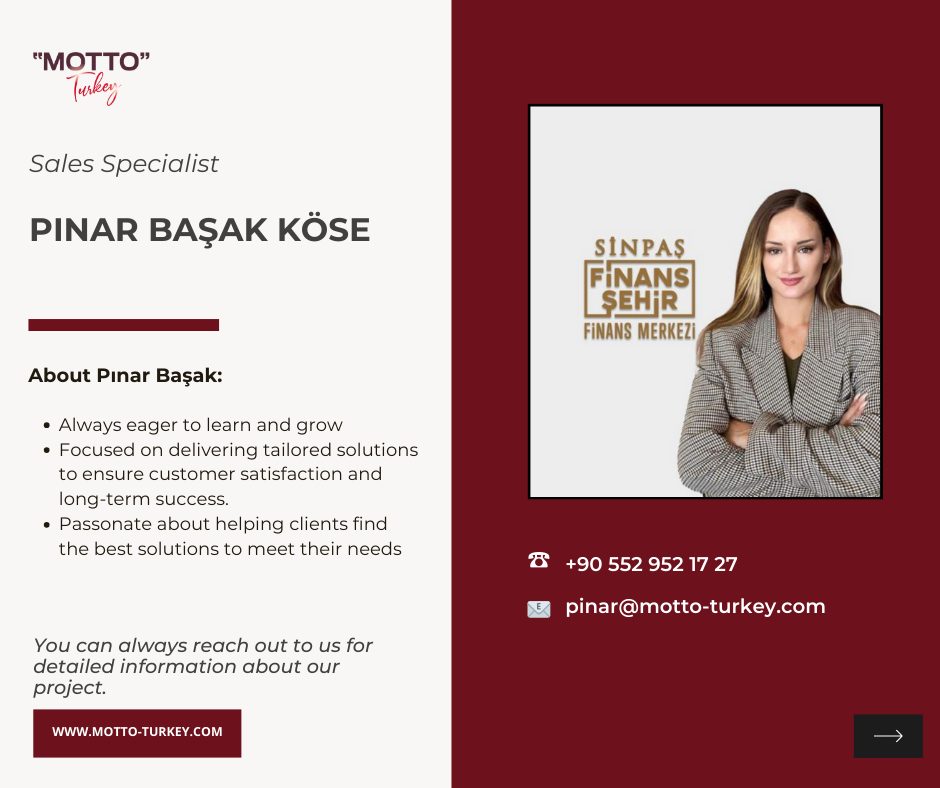 "MOTTO"
Turkey
Sales Specialist
PINAR BAŞAK KÖSE
About Pınar Başak:
• Always eager to learn and grow
• Focused on delivering tailored solutions
to ensure customer satisfaction and
long-term success.
• Passonate about helping clients find
the best solutions to meet their needs
You can always reach out to us for
detailed information about our
project.
WWW.MOTTO-TURKEY.COM
SİNPAŞ
FİNANS
ŞEHİR
FİNANS MERKEZİ
+90 552 952 17 27
E
pinar@motto-turkey.com